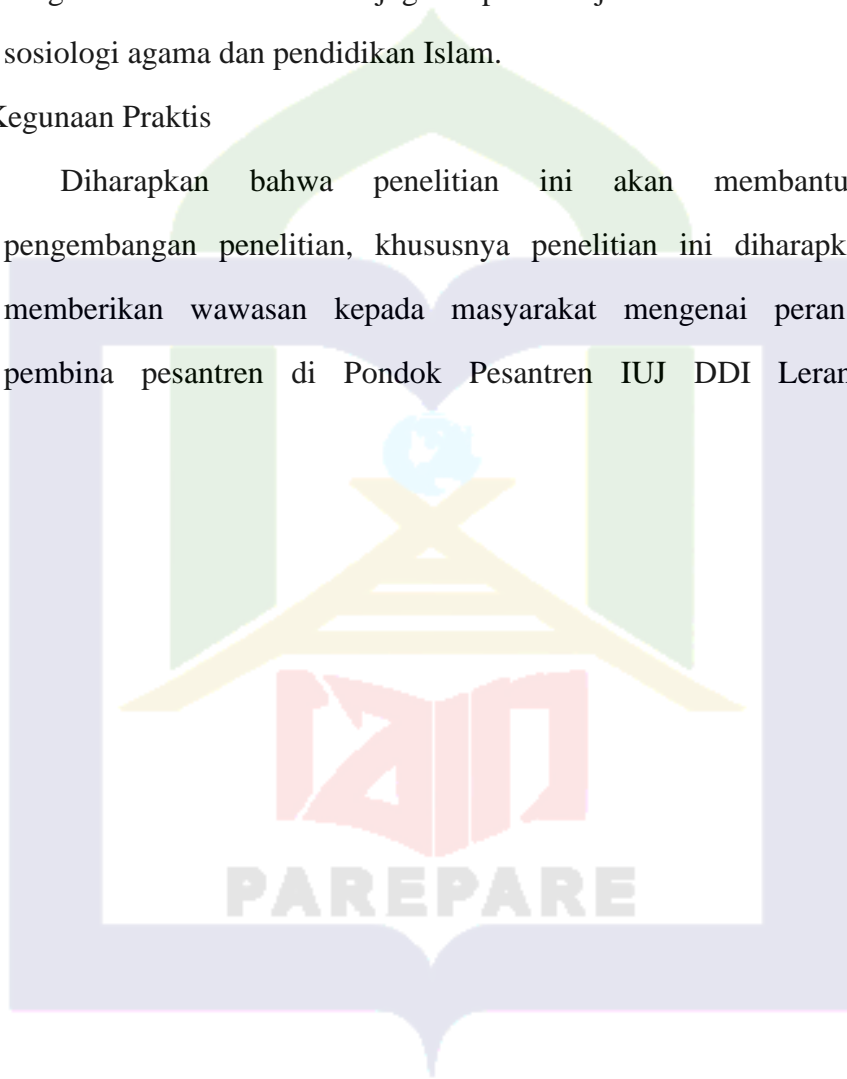 sosiologi agama dan pendidikan Islam.
Kegunaan Praktis
Diharapkan bahwa penelitian ini akan membantu
pengembangan penelitian, khususnya penelitian ini diharapk
memberikan wawasan kepada masyarakat mengenai peran
pembina pesantren di Pondok Pesantren IUJ DDI Leran
iain
PAREPARE